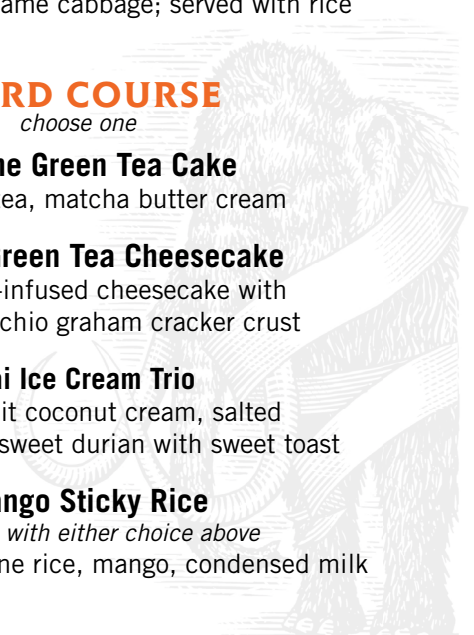 ame cabbage; served with rice
RD COURSE
choose one
ne Green Tea Cake
ea, matcha butter cream
reen Tea Cheesecake
-infused cheesecake with
chio graham cracker crust
i Ice Cream Trio
it coconut cream, salted
sweet durian with sweet toast
ngo Sticky Rice
with either choice above
ne rice, mango, condensed milk